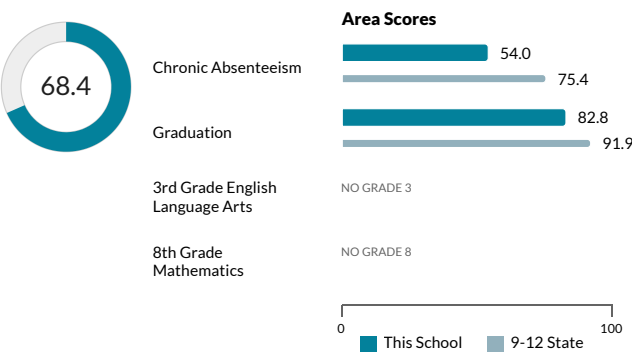 Area Scores
68.4
Chronic Absenteeism
54.0
75.4
Graduation
82.8
91.9
3rd Grade English
Language Arts
NO GRADE 3
8th Grade
Mathematics
NO GRADE 8
0
100
This School
9-12 State